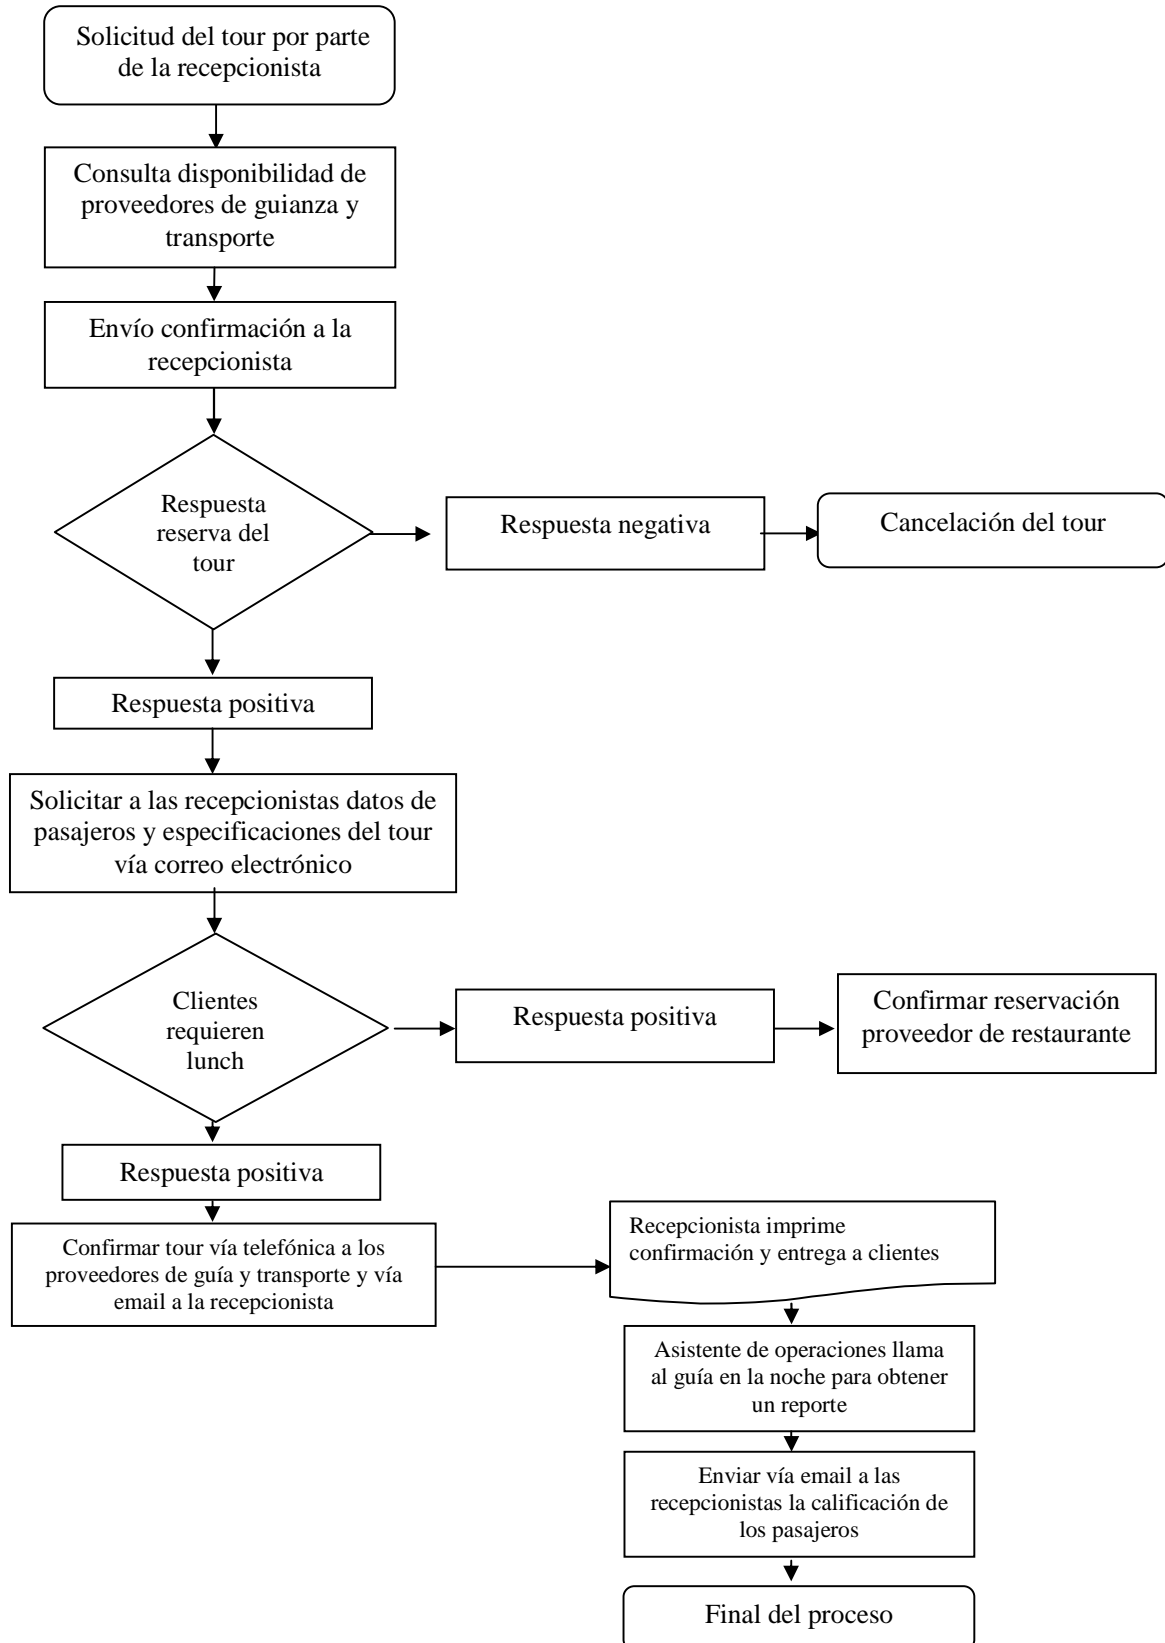 Solicitud del tour por parte
de la recepcionista
Consulta disponibilidad de
proveedores de guianza y
transporte
Envío confirmación a la
recepcionista
Respuesta
reserva del
tour
Respuesta negativa
Cancelación del tour
Respuesta positiva
Solicitar a las recepcionistas datos de
pasajeros y especificaciones del tour
vía correo electrónico
Clientes
requieren
lunch
Respuesta positiva
Confirmar reservación
proveedor de restaurante
Respuesta positiva
Confirmar tour vía telefónica a los
proveedores de guía y transporte y vía
email a la recepcionista
Recepcionista imprime
confirmación y entrega a clientes
Asistente de operaciones llama
al guía en la noche para obtener
un reporte
Enviar vía email a las
recepcionistas la calificación de
los pasajeros
Final del proceso